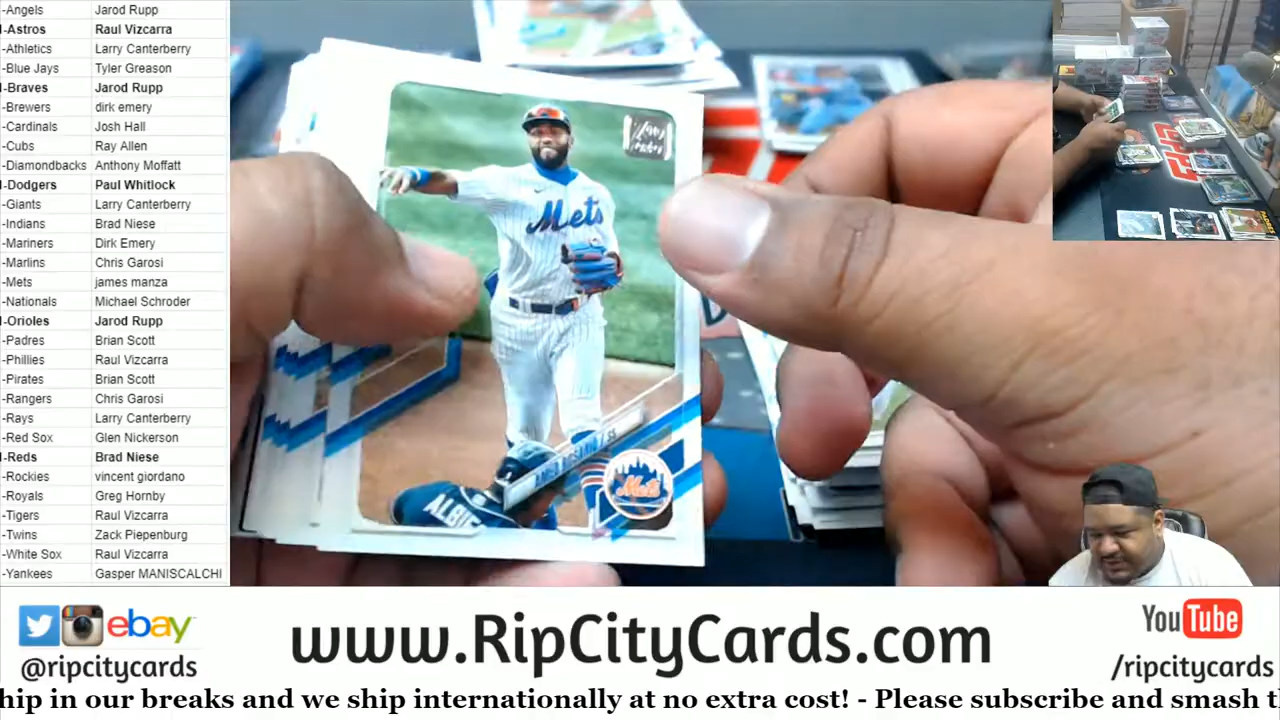 -Angels Jarod Rupp
-Astros Raul Vizcarra
-Athletics Larry Canterberry
-Blue Jays Tyler Greason
-Braves Jarod Rupp
-Brewers dirk emery
-Cardinals Josh Hall
-Cubs Ray Allen
-Diamondbacks Anthony Moffatt
-Dodgers Paul Whitlock
-Giants Larry Canterberry
-Indians Brad Niese
-Mariners Dirk Emery
-Marlins Chris Garosi
-Mets james manza
-Nationals Michael Schroder
-Orioles Jarod Rupp
-Padres Brian Scott
-Phillies Raul Vizcarra
-Pirates Brian Scott
-Rangers Chris Garosi
-Rays Larry Canterberry
-Red Sox Glen Nickerson
-Reds Brad Niese
-Rockies vincent giordano
-Royals Greg Hornby
-Tigers Raul Vizcarra
-Twins Zack Piepenburg
-White Sox Raul Vizcarra
-Yankees Gasper MANISCALCHI
Mets
ALBIE
Mets
ebay
@ripcitycards
www.RipCityCards.com
YouTube
/ripcitycards
hip in our breaks and we ship internationally at no extra cost! - Please subscribe and smash t